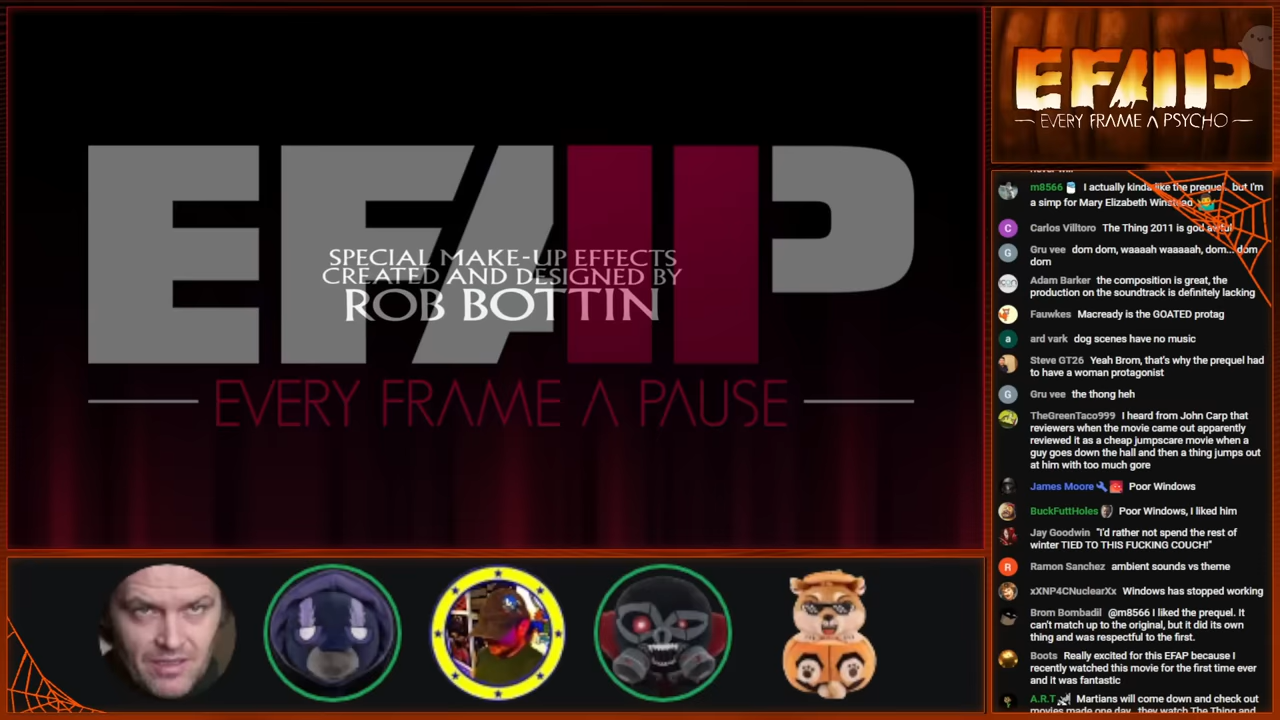 EFAP
SPECIAL MAKE-UP EFFECTS
CREATED AND DESIGNED BY
ROB BOTTIN
EVERY FRAME A PAUSE
EFAP
EVERY FRAME A PSYCHO
m8566 I actually kinda like the prequel, but I'm
a simp for Mary Elizabeth Winstead
Carlos Villtoro The Thing 2011 is god awful
Gru vee dom dom, waaaah waaaaah, dom... dom
dom
Adam Barker the composition is great, the
production on the soundtrack is definitely lacking
Fauwkes Macready is the GOATED protag
ard vark dog scenes have no music
Steve GT26 Yeah Brom, that's why the prequel had
to have a woman protagonist
Gru vee the thong heh
TheGreenTaco999 I heard from John Carp that
reviewers when the movie came out apparently
reviewed it as a cheap jumpscare movie when a
guy goes down the hall and then a thing jumps out
at him with too much gore
James Moore Poor Windows
BuckFuttHoles Poor Windows, I liked him
Jay Goodwin "I'd rather not spend the rest of
winter TIED TO THIS FUCKING COUCH!"
Ramon Sanchez ambient sounds vs theme
xXNP4CNuclearXx Windows has stopped working
Brom Bombadil @m8566 I liked the prequel. It
can't match up to the original, but it did its own
thing and was respectful to the first.
Boots Really excited for this EFAP because I
recently watched this movie for the first time ever
and it was fantastic
A.R.T Martians will come down and check out
movies made one day.. they watch The Thing and